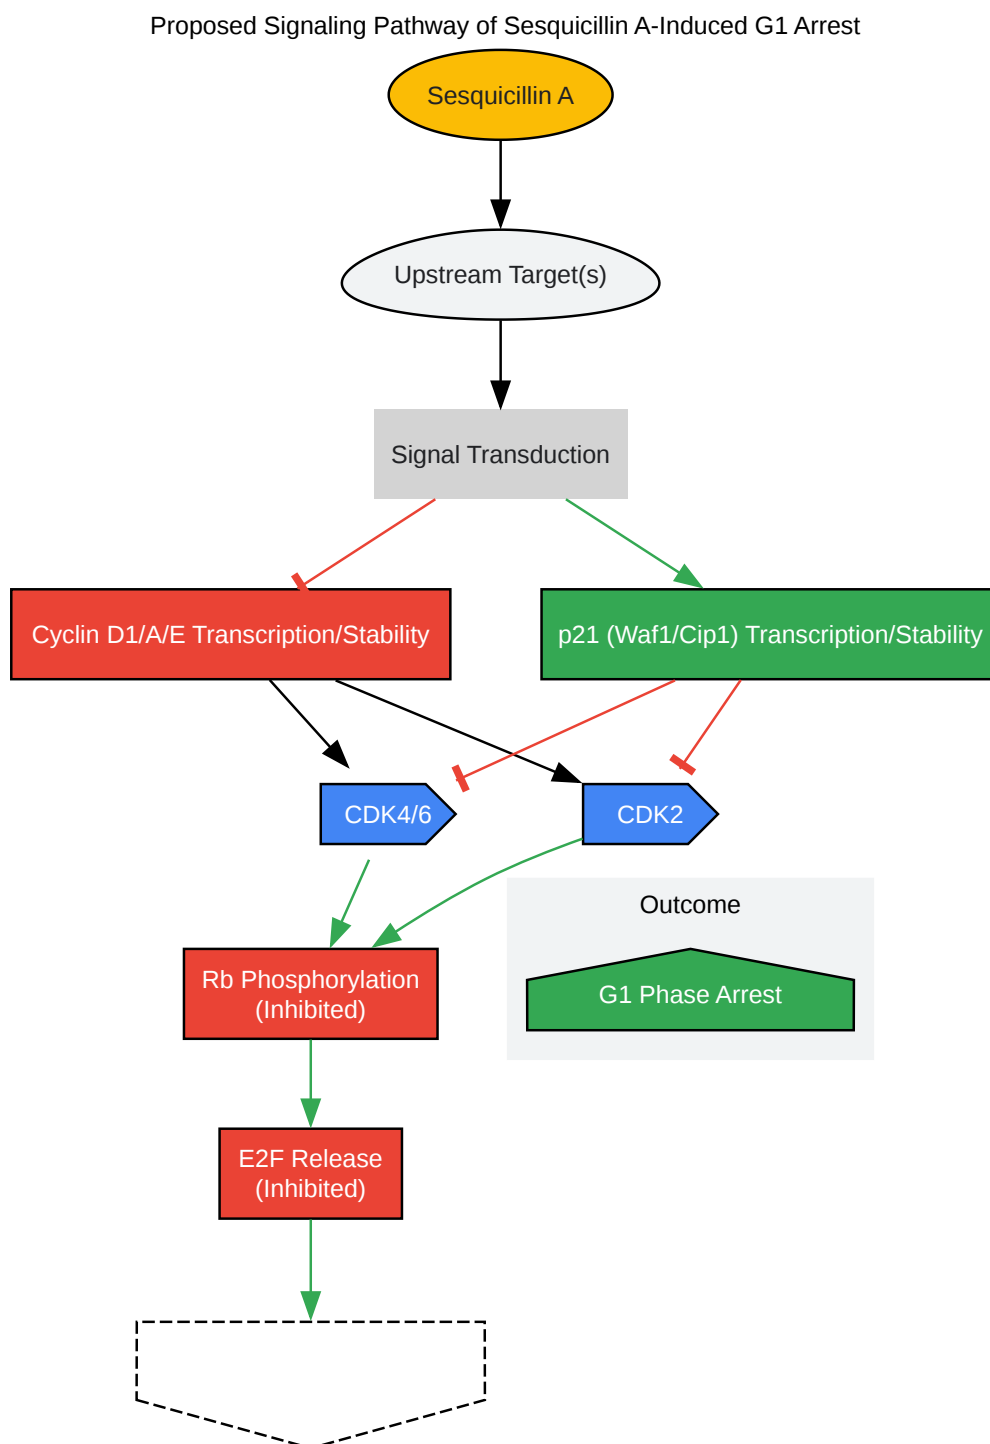 Proposed Signaling Pathway of Sesquicillin A-Induced G1 Arrest
Sesquicillin A
Upstream Target(s)
Signal Transduction
Cyclin D1/A/E Transcription/Stability
p21 (Waf1/Cip1) Transcription/Stability
CDK4/6
CDK2
Outcome
G1 Phase Arrest
Rb Phosphorylation
(Inhibited)
E2F Release
(Inhibited)